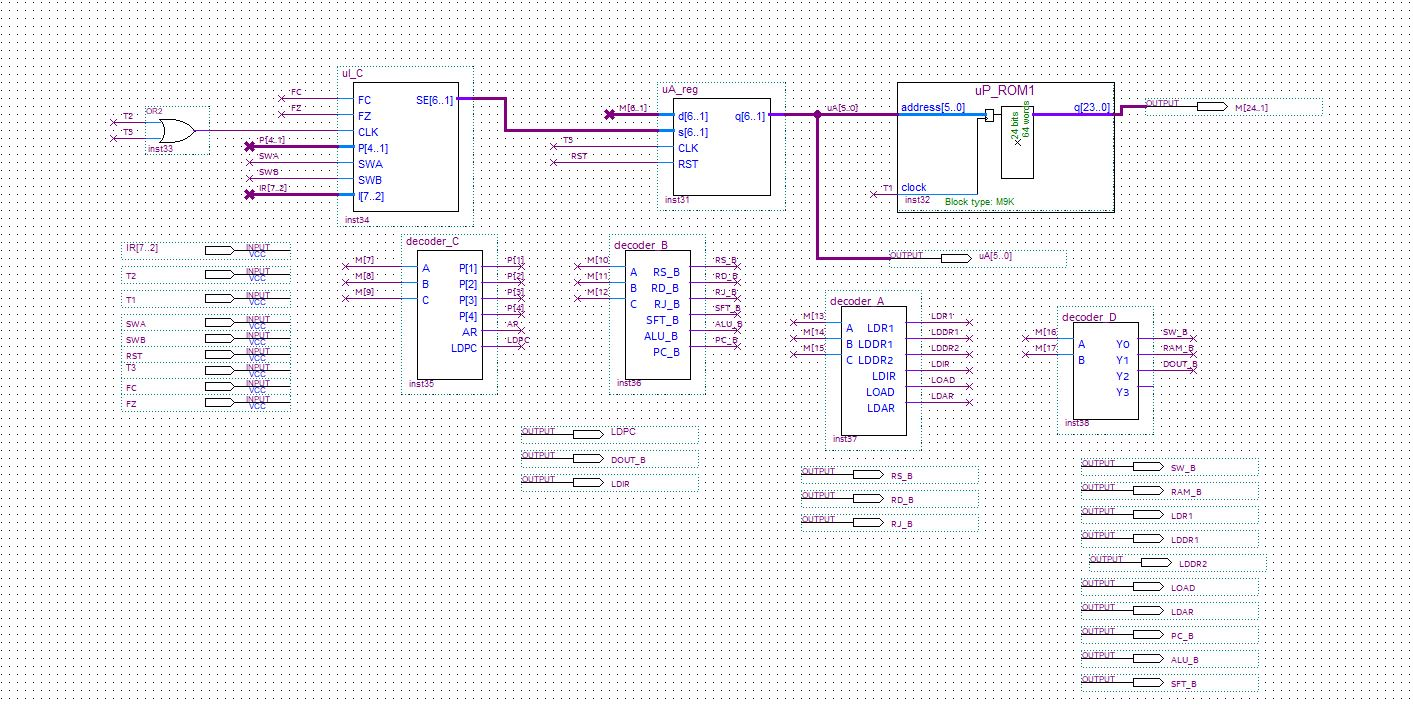 uI_C
FC
FZ
OR2
T2
T3
inst33
P[4..1]
SWA
SWB
IR[7..2]
FC
FZ
CLK
P[4..1]
SWA
SWB
I[7..2]
SE[6..1]
inst34
uA_reg
M[6..1]
T3
RST
d[6..1]
s[6..1]
CLK
RST
q[6..1]
inst31
uA[5..0]
uP_ROM1
address[5..0]
q[23..0]
24 bits
64 words
T1
clock
inst32
Block type: M9K
OUTPUT
M[24..1]
OUTPUT
uA[5..0]
IR[7..2]
INPUT
VCC
T2
INPUT
VCC
T1
INPUT
VCC
SWA
INPUT
VCC
SWB
INPUT
VCC
RST
INPUT
VCC
T3
INPUT
VCC
FC
INPUT
VCC
FZ
INPUT
VCC
decoder_C
M[7]
M[8]
M[9]
A
B
C
P[1]
P[2]
P[3]
P[4]
AR
LDPC
P[1]
P[2]
P[3]
P[4]
AR
LDPC
inst35
decoder_B
M[10]
M[11]
M[12]
A
B
C
RS_B
RD_B
RJ_B
SFT_B
ALU_B
PC_B
RS_B
RD_B
RJ_B
SFT_B
ALU_B
PC_B
inst36
decoder_A
M[13]
M[14]
M[15]
A
B
C
LDR1
LDDR1
LDDR2
LDIR
LOAD
LDAR
LDR1
LDDR1
LDDR2
LDIR
LOAD
LDAR
inst37
decoder_D
M[16]
M[17]
A
B
Y0
Y1
Y2
Y3
SW_B
RAM_B
DOUT_B
inst38
OUTPUT
LDPC
OUTPUT
DOUT_B
OUTPUT
LDIR
OUTPUT
RS_B
OUTPUT
RD_B
OUTPUT
RJ_B
OUTPUT
SW_B
OUTPUT
RAM_B
OUTPUT
LDR1
OUTPUT
LDDR1
OUTPUT
LDDR2
OUTPUT
LOAD
OUTPUT
LDAR
OUTPUT
PC_B
OUTPUT
ALU_B
OUTPUT
SFT_B